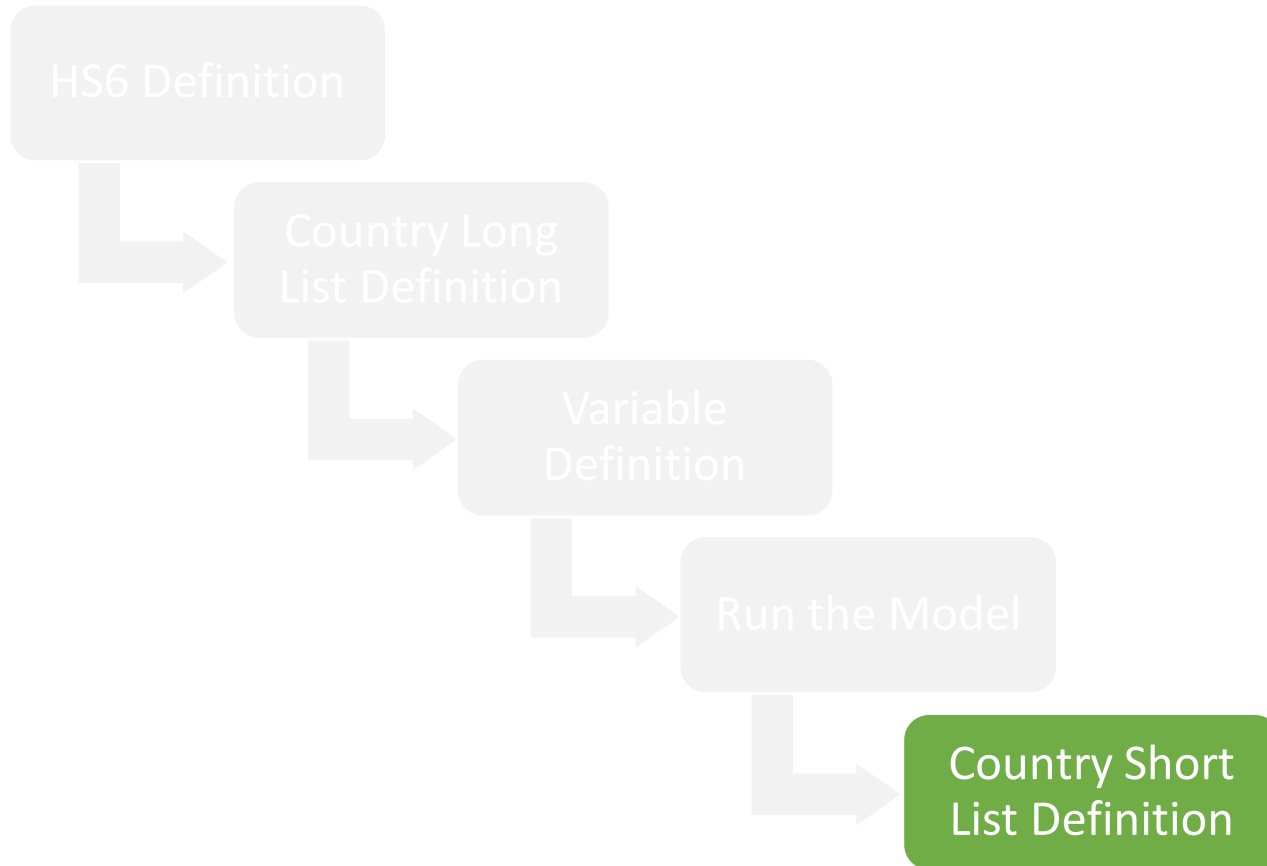 HS6 Definition
Country Long
List Definition
Variable
Definition
Run the Model
Country Short
List Definition